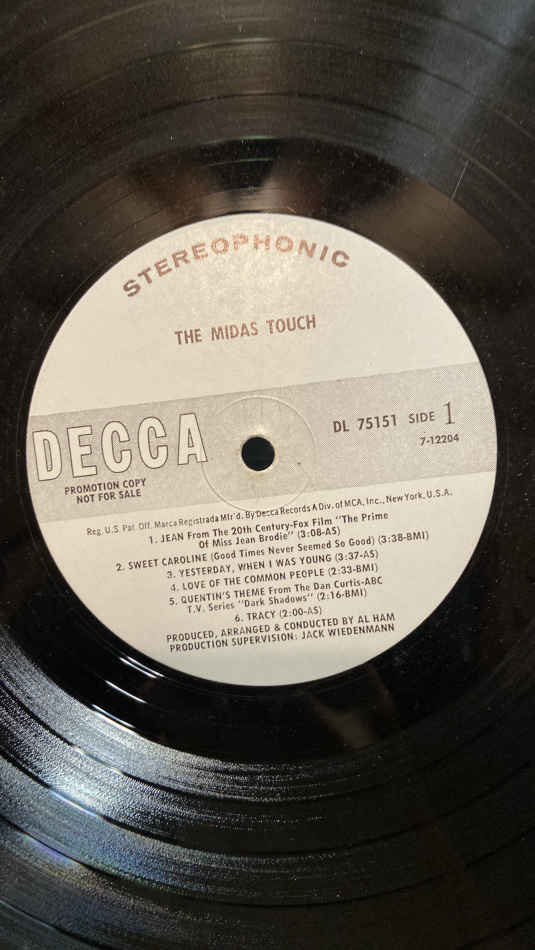 STEREOPHONIC
THE MIDAS TOUCH
DECCA
DL 75151 SIDE 1
7-12204
PROMOTION COPY
NOT FOR SALE
Reg. U.S. Pat. Off. Marca Registrada Mfr'd. By Decca Records A Div. of MCA, Inc., New York, U.S.A.
1. JEAN From The 20th Century-Fox Film "The Prime
Of Miss Jean Brodie" (3:08-AS)
2. SWEET CAROLINE (Good Times Never Seemed So Good) (3:38-BMI)
3. YESTERDAY, WHEN I WAS YOUNG (3:37-AS)
4. LOVE OF THE COMMON PEOPLE (2:33-BMI)
5. QUENTIN'S THEME From The Dan Curtis-ABC
T.V. Series "Dark Shadows" (2:16-BMI)
6. TRACY (2:00-AS)
PRODUCED, ARRANGED & CONDUCTED BY AL HAM
PRODUCTION SUPERVISION: JACK WIEDENMANN